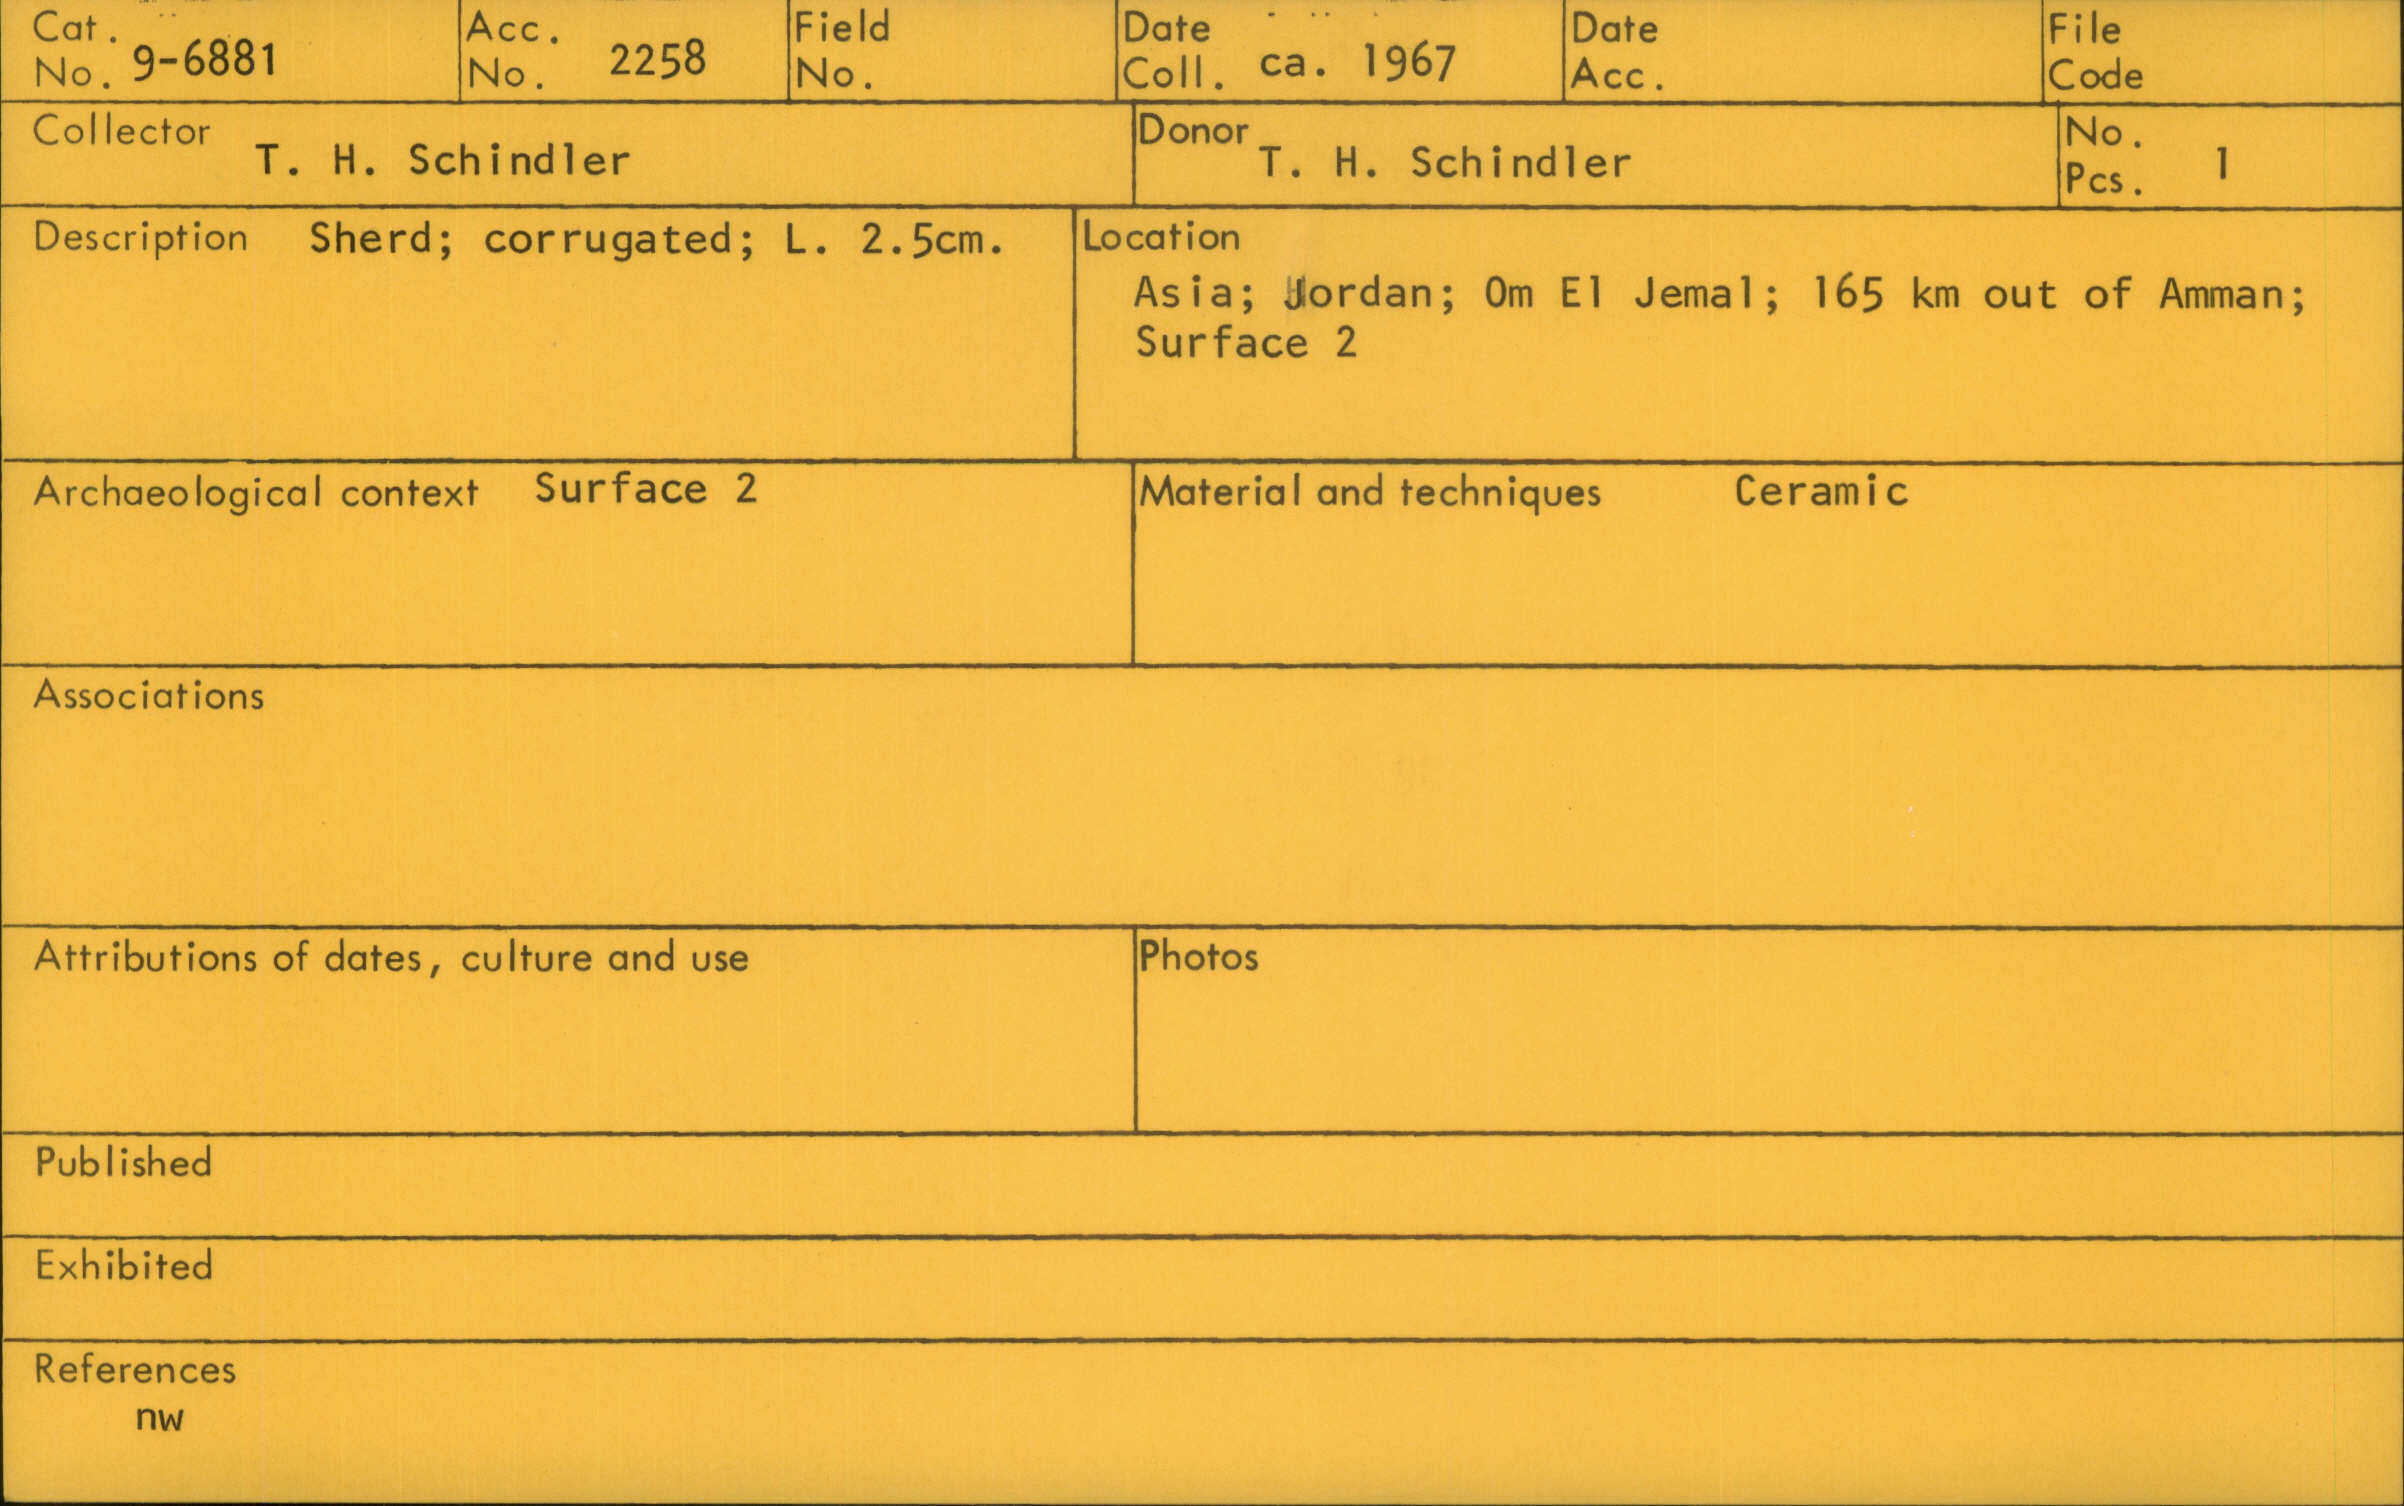 Cat. No. 9-6881 Acc. No. 2258 Field No. Date Coll. ca. 1967 Date Acc. File Code
Collector T. H. Schindler Donor T. H. Schindler No. Pcs. 1
Description Sherd; corrugated; L. 2.5cm.
Location
Asia; Jordan; Om El Jemal; 165 km out of Amman;
Surface 2
Archaeological context Surface 2
Material and techniques Ceramic
Associations
Attributions of dates, culture and use
Photos
Published
Exhibited
References
nw